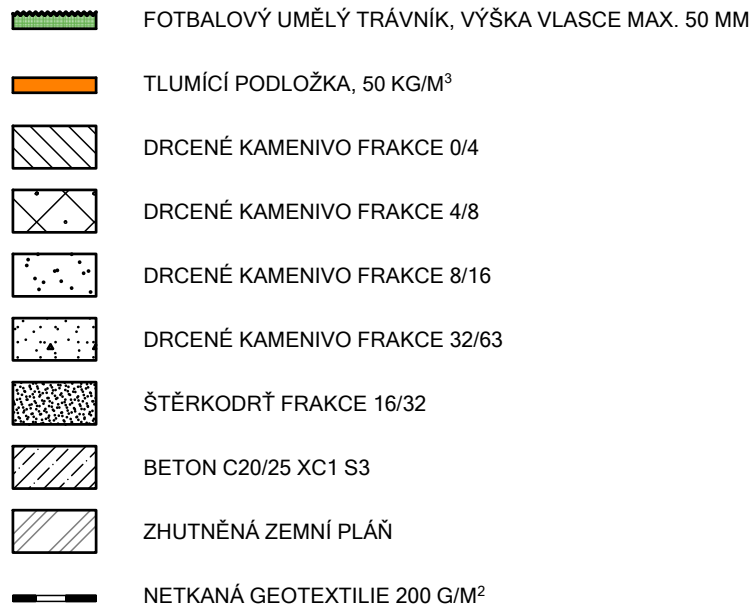 FOTBALOVÝ UMĚLÝ TRÁVNÍK, VÝŠKA VLASCE MAX. 50 MM
TLUMÍCÍ PODLOŽKA, 50 KG/M³
DRCENÉ KAMENIVO FRAKCE 0/4
DRCENÉ KAMENIVO FRAKCE 4/8
DRCENÉ KAMENIVO FRAKCE 8/16
DRCENÉ KAMENIVO FRAKCE 32/63
ŠTĚRKODRŤ FRAKCE 16/32
BETON C20/25 XC1 S3
ZHUTNĚNÁ ZEMNÍ PLÁŇ
NETKANÁ GEOTEXTILIE 200 G/M²